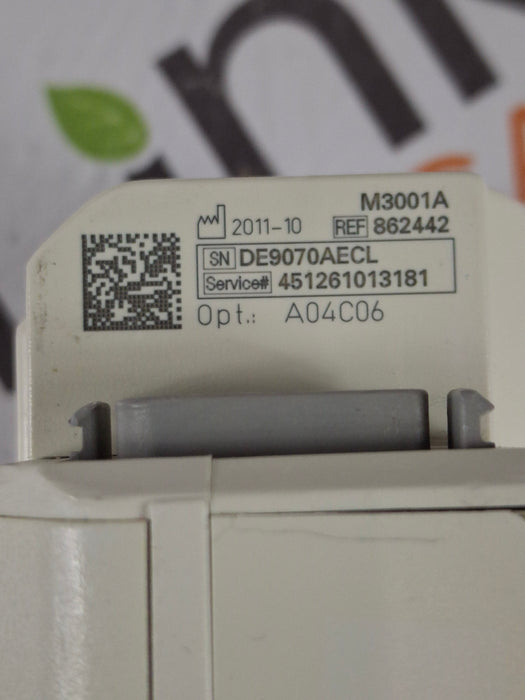 M3001A
2011-10 REF 862442
SN DE9070AECL
Service# 451261013181
Opt.: A04C06